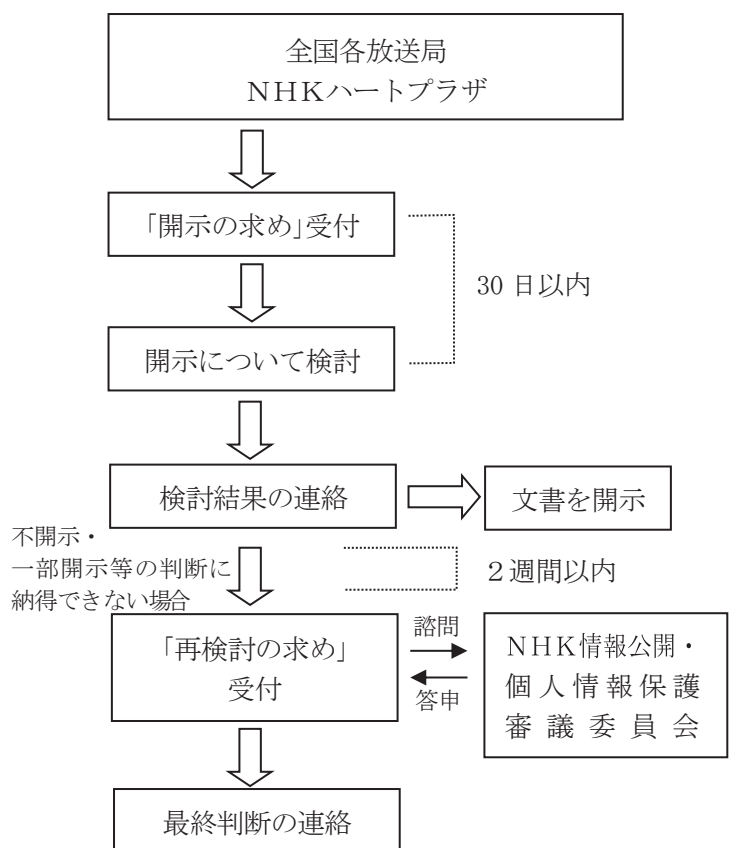 全国各放送局
NHKハートプラザ
「開示の求め」受付
30 日以内
開示について検討
検討結果の連絡
文書を開示
不開示・
一部開示等の判断に
納得できない場合
２週間以内
「再検討の求め」
受付
諮問
答申
NHK情報公開・
個人情報保護
審議委員会
最終判断の連絡